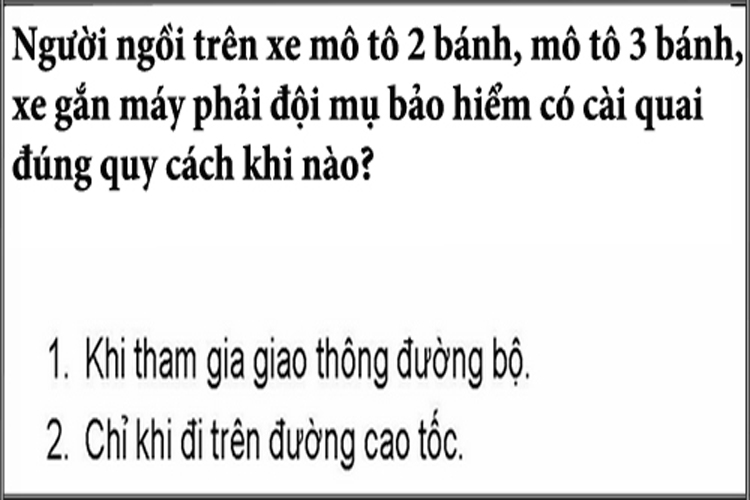 Người ngồi trên xe mô tô 2 bánh, mô tô 3 bánh,
xe gắn máy phải đội mụ bảo hiểm có cài quai
đúng quy cách khi nào?
1. Khi tham gia giao thông đường bộ.
2. Chỉ khi đi trên đường cao tốc.